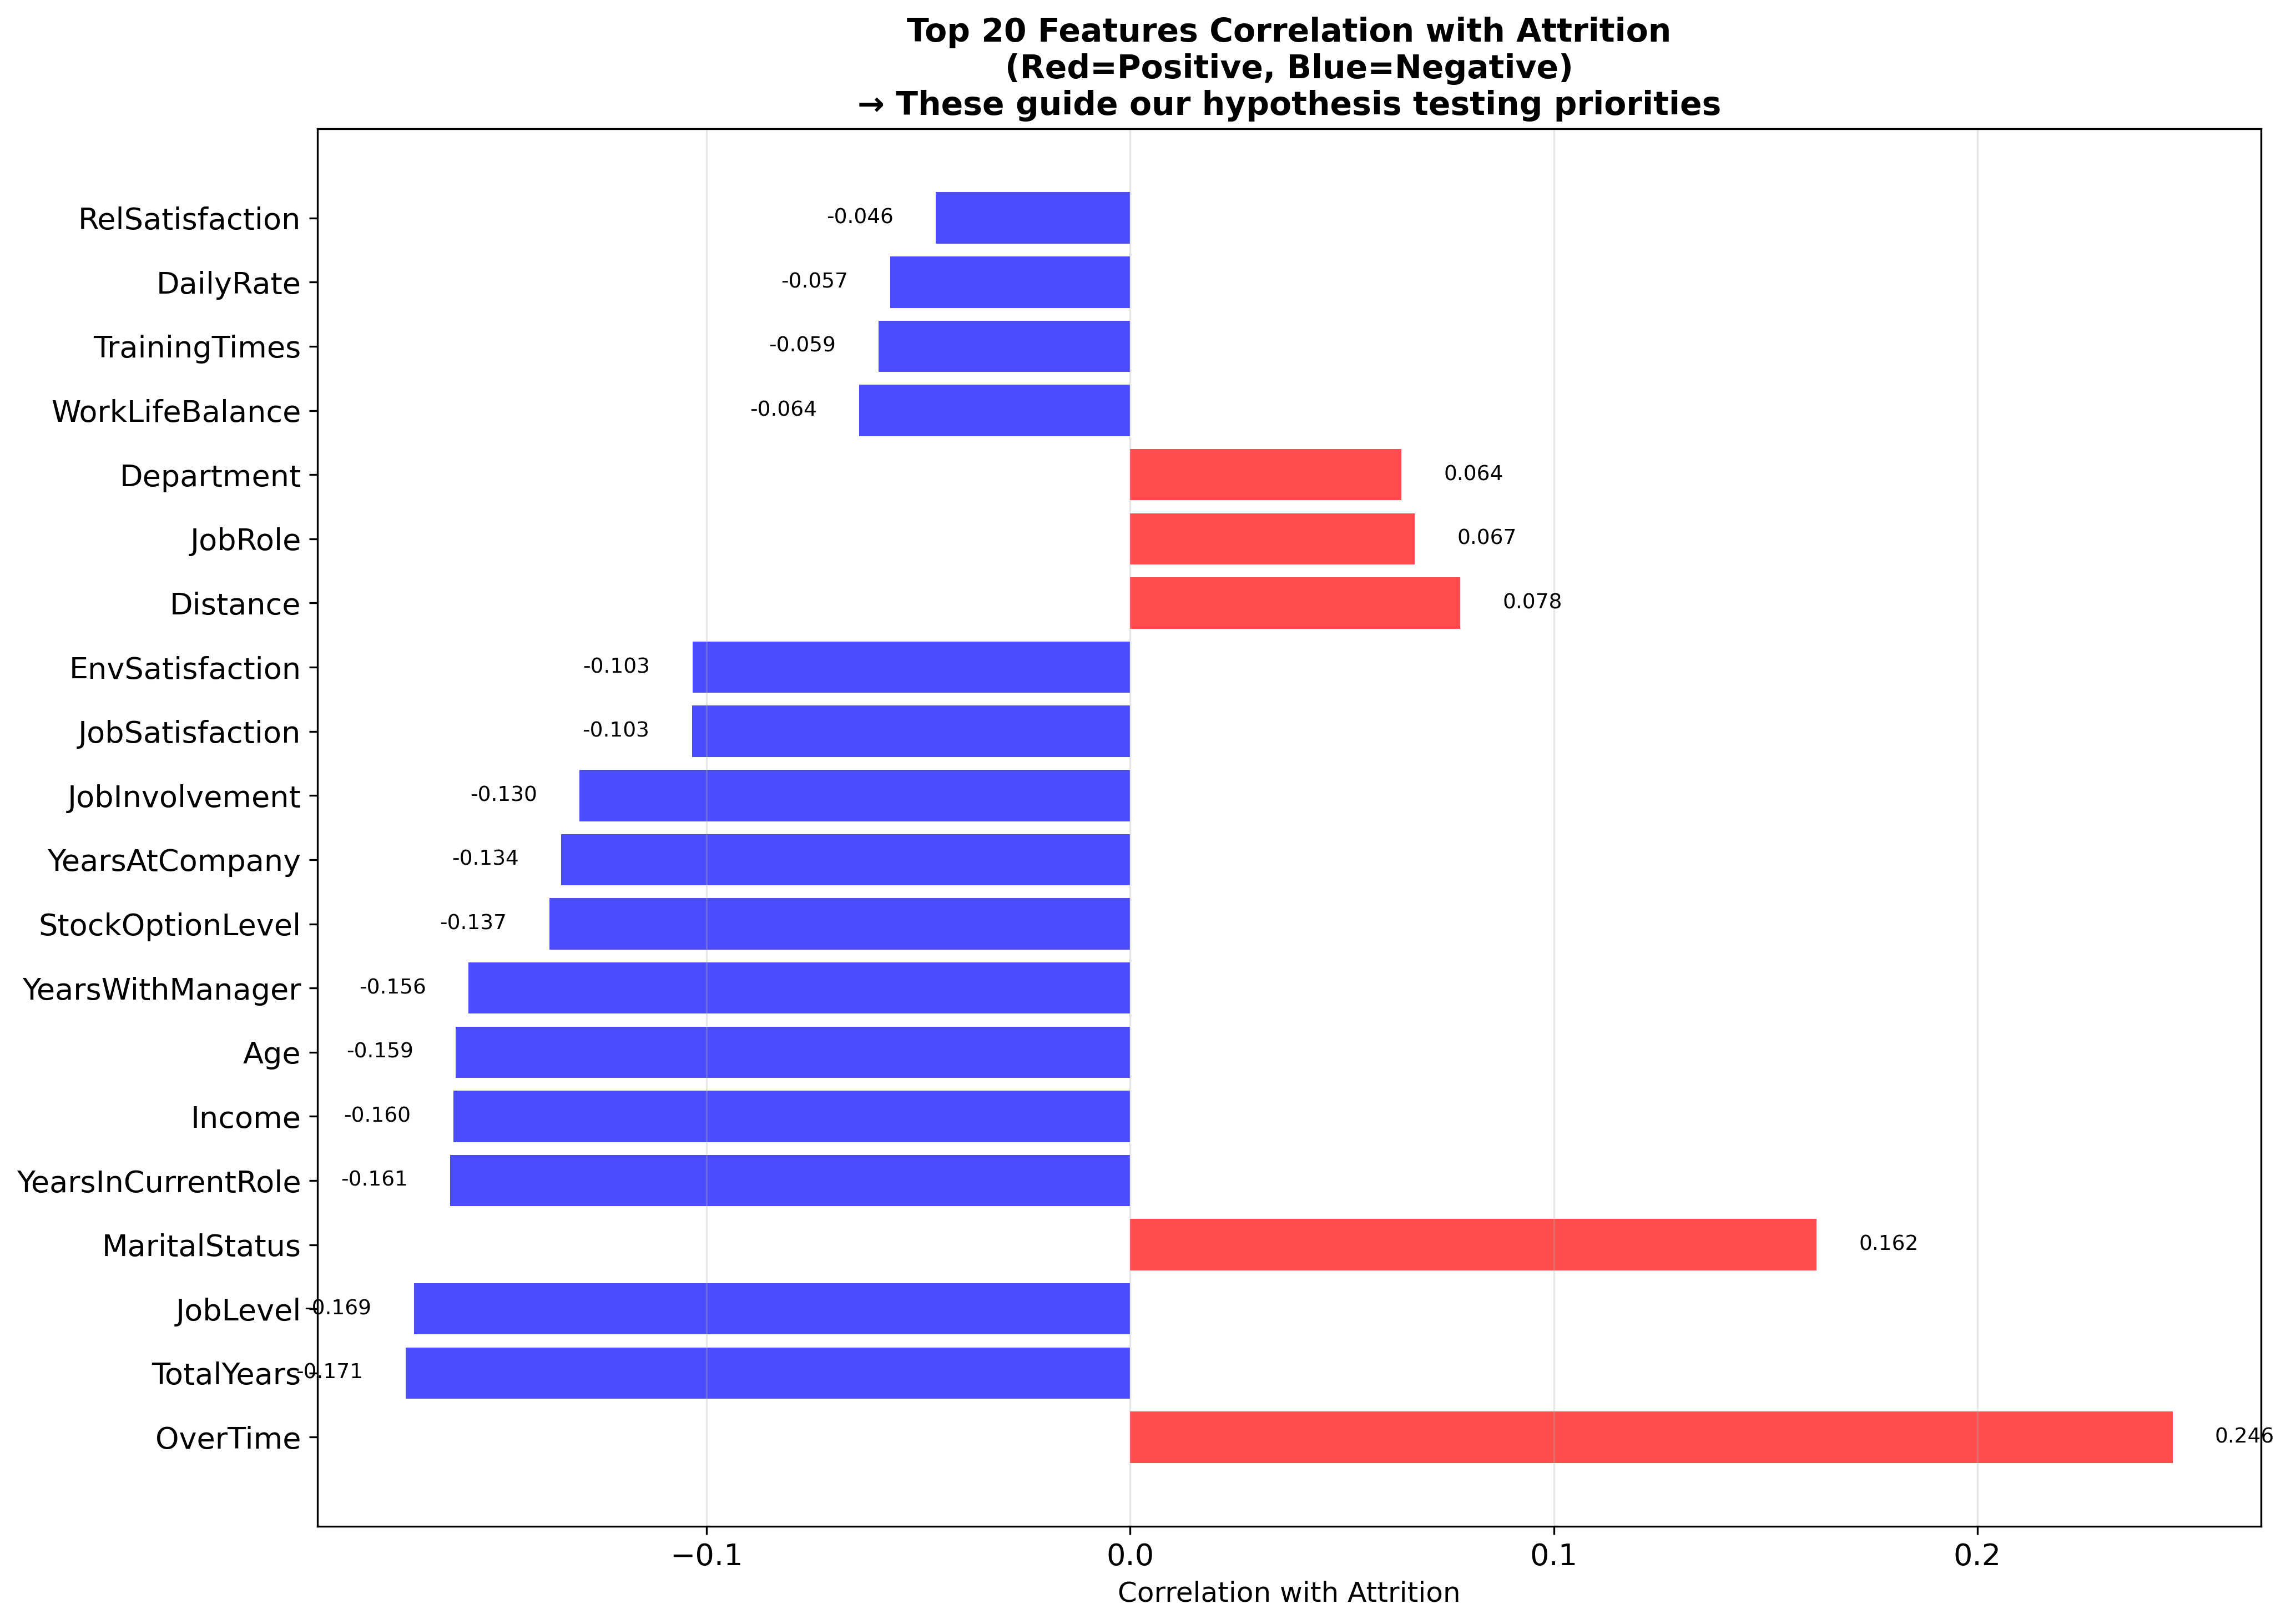 Top 20 Features Correlation with Attrition
(Red=Positive, Blue=Negative)
→ These guide our hypothesis testing priorities
RelSatisfaction -0.046
DailyRate -0.057
TrainingTimes -0.059
WorkLifeBalance -0.064
Department 0.064
JobRole 0.067
Distance 0.078
EnvSatisfaction -0.103
JobSatisfaction -0.103
JobInvolvement -0.130
YearsAtCompany -0.134
StockOptionLevel -0.137
YearsWithManager -0.156
Age -0.159
Income -0.160
YearsInCurrentRole -0.161
MaritalStatus 0.162
JobLevel -0.169
TotalYears -0.171
OverTime 0.246
−0.1 0.0 0.1 0.2
Correlation with Attrition